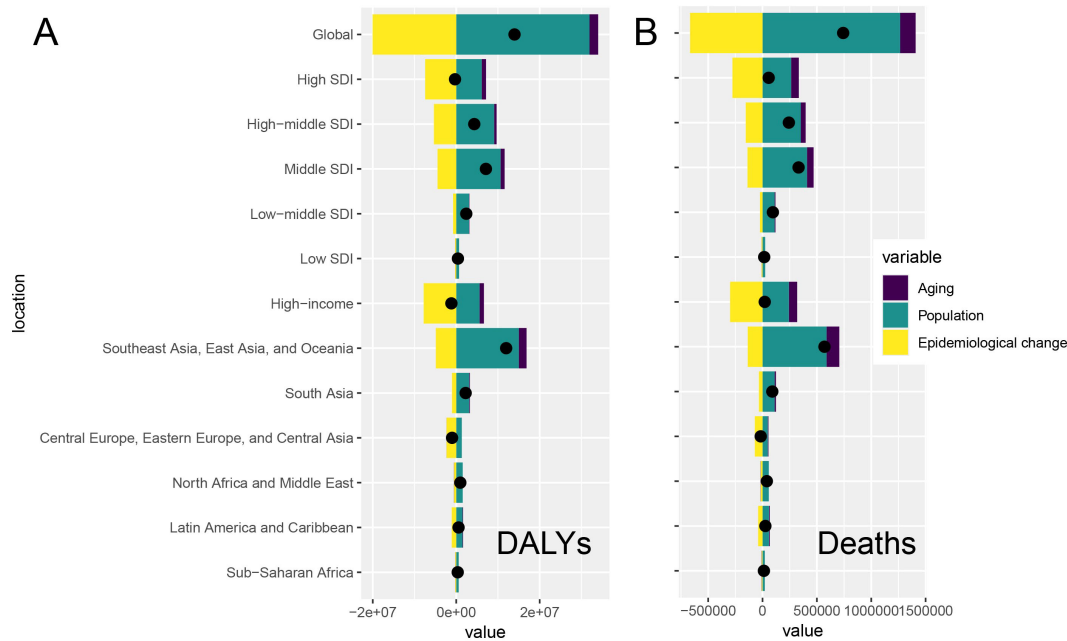 A
B
Global
High SDI
High−middle SDI
Middle SDI
Low−middle SDI
Low SDI
High−income
Southeast Asia, East Asia, and Oceania
South Asia
Central Europe, Eastern Europe, and Central Asia
North Africa and Middle East
Latin America and Caribbean
Sub−Saharan Africa
location
DALYs
Deaths
variable
Aging
Population
Epidemiological change
−2e+07 0e+00 2e+07
value
−500000 0 500000 1000000 1500000
value